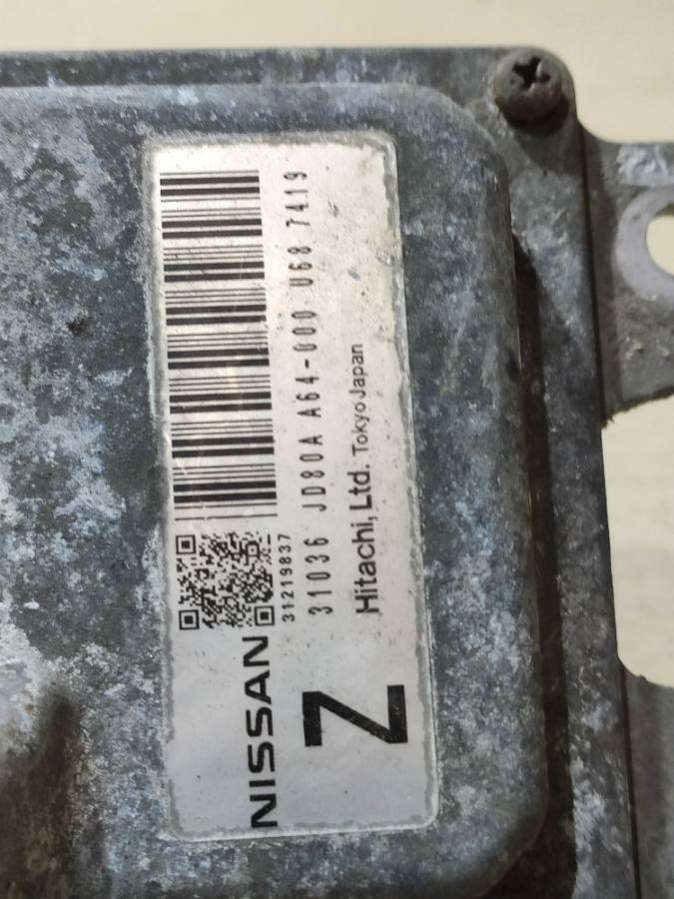 NISSAN
31219837
31036 JD80A A64-000 U68 7419
Hitachi, Ltd. Tokyo Japan
Z